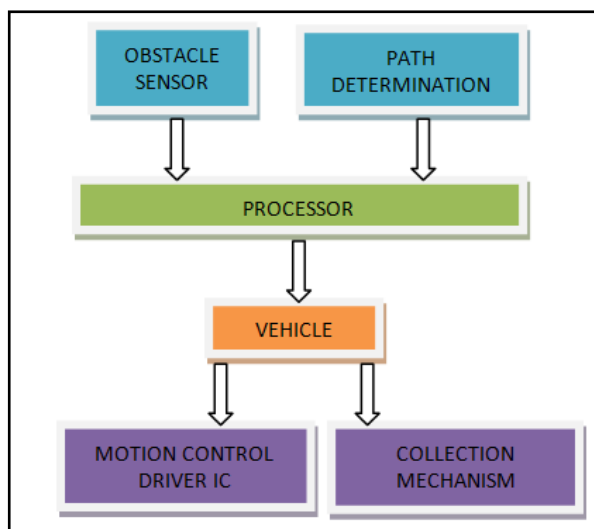 OBSTACLE
SENSOR
PATH
DETERMINATION
PROCESSOR
VEHICLE
MOTION CONTROL
DRIVER IC
COLLECTION
MECHANISM